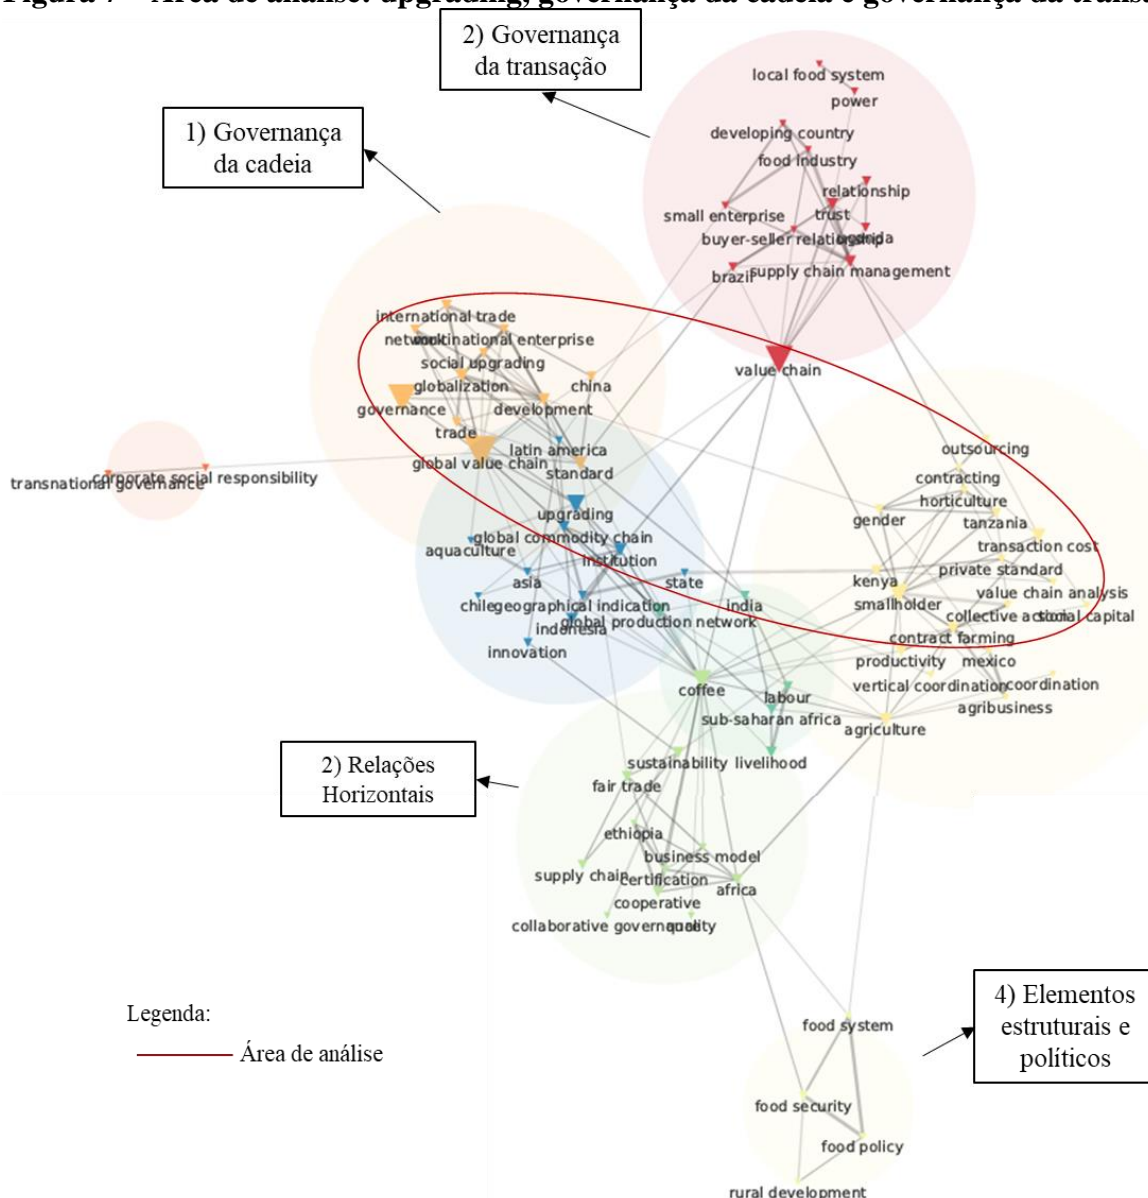 2) Governança
da transação
1) Governança
da cadeia
local food system
power
developing country
food industry
relationship
small enterprise
trust
buyer-seller relationship
brazil
supply chain management
international trade
network
multinational enterprise
social upgrading
globalization
china
value chain
governance
development
trade
latin america
global value chain
standard
outsourcing
contracting
horticulture
transnational governance
corporate social responsibility
upgrading
gender
tanzania
global commodity chain
aquaculture
institution
transaction cost
private standard
asia
state
kenya
value chain analysis
chile
geographical indication
india
smallholder
collective action
social capital
indonesia
global production network
contract farming
innovation
productivity
mexico
vertical coordination
coordination
coffee
labour
agribusiness
sub-saharan africa
agriculture
2) Relações
Horizontais
sustainability
livelihood
fair trade
ethiopia
business model
supply chain
certification
africa
cooperative
collaborative governance
quality
4) Elementos
estruturais e
políticos
Legenda:
Área de análise
food system
food security
food policy
rural development